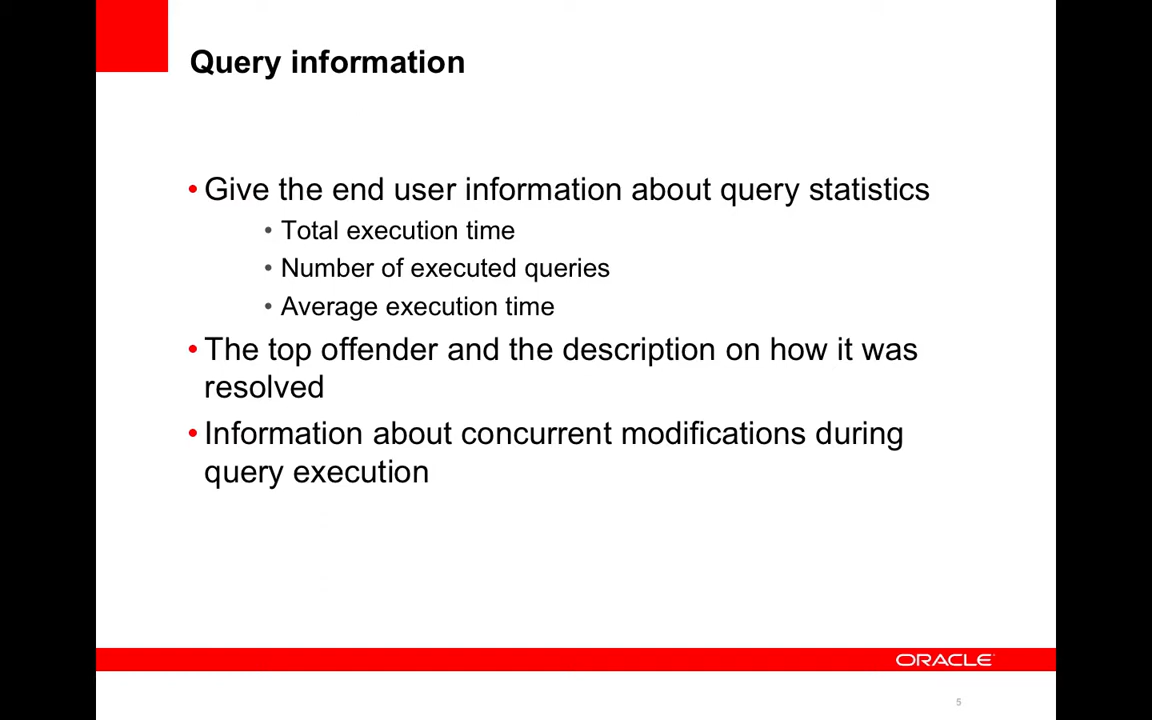 Query information
• Give the end user information about query statistics
• Total execution time
• Number of executed queries
• Average execution time
• The top offender and the description on how it was
resolved
• Information about concurrent modifications during
query execution
ORACLE
5